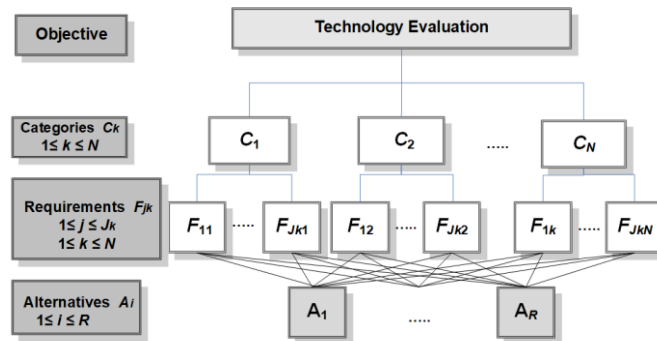 Objective
Technology Evaluation
Categories Ck
1≤ k ≤ N
C1
C2
.....
CN
Requirements Fjk
1≤ j ≤ Jk
1≤ k ≤ N
F11
.....
FJk1
F12
.....
FJk2
F1k
.....
FJkN
Alternatives Ai
1≤ i ≤ R
A1
.....
AR